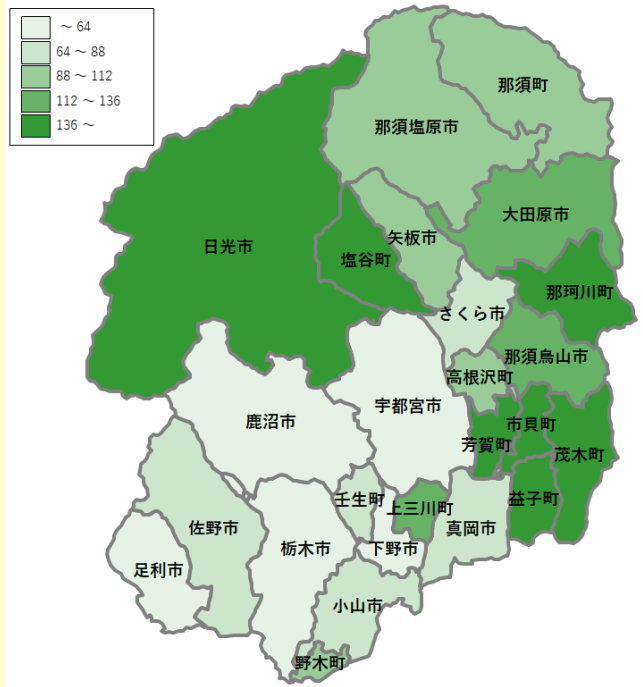 ～ 64
64 ～ 88
88 ～ 112
112 ～ 136
136 ～
那須町
那須塩原市
大田原市
矢板市
日光市
塩谷町
那珂川町
さくら市
那須烏山市
高根沢町
宇都宮市
鹿沼市
市貝町
芳賀町
茂木町
益子町
壬生町
上三川町
真岡市
佐野市
栃木市
下野市
足利市
小山市
野木町